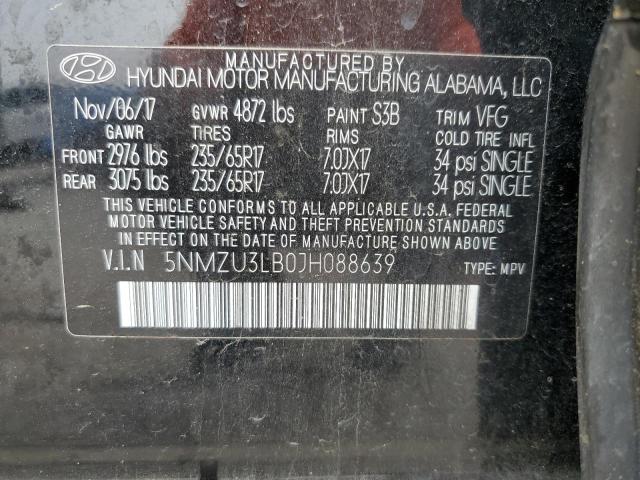 MANUFACTURED BY
HYUNDAI MOTOR MANUFACTURING ALABAMA, LLC
Nov/06/17 GVWR 4872 lbs PAINT S3B TRIM VFG
GAWR TIRES RIMS COLD TIRE INFL
FRONT 2976 lbs 235/65R17 7.0JX17 34 psi SINGLE
REAR 3075 lbs 235/65R17 7.0JX17 34 psi SINGLE
THIS VEHICLE CONFORMS TO ALL APPLICABLE U.S.A. FEDERAL
MOTOR VEHICLE SAFETY AND THEFT PREVENTION STANDARDS
IN EFFECT ON THE DATE OF MANUFACTURE SHOWN ABOVE.
V.I.N 5NMZU3LB0JH088639 TYPE: MPV